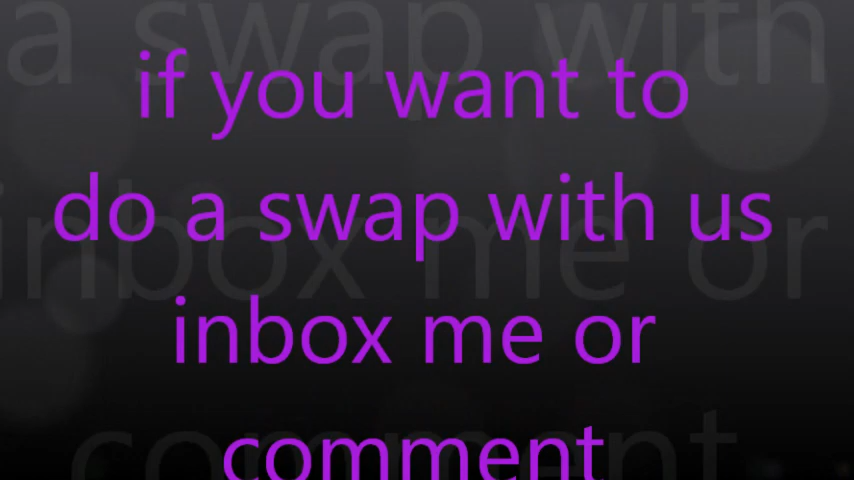 if you want to
do a swap with us
inbox me or
comment